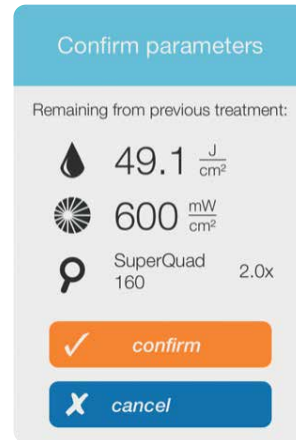 Confirm parameters
Remaining from previous treatment:
49.1 J/cm²
600 mW/cm²
SuperQuad
160 2.0x
confirm
cancel